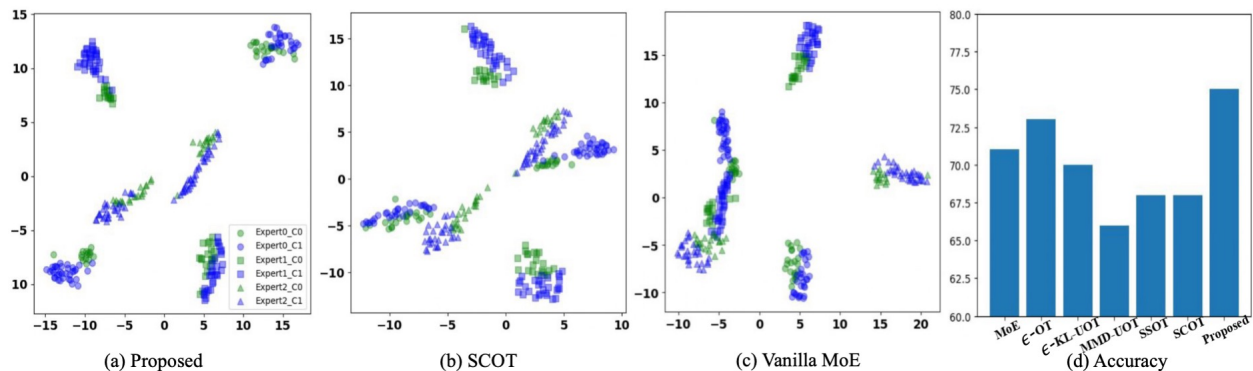 15
10
5
0
−5
10
−15 −10 −5 0 5 10 15
Expert0_C0
Expert0_C1
Expert1_C0
Expert1_C1
Expert2_C0
Expert2_C1
(a) Proposed
15
10
5
0
−5
−10
−10 −5 0 5 10
(b) SCOT
15
10
5
0
−5
−10
−10 −5 0 5 10 15 20
(c) Vanilla MoE
80.0
77.5
75.0
72.5
70.0
67.5
65.0
62.5
60.0
MoE
ϵ-OT
ϵ-KL-UOT
MMD-UOT
SSOT
SCOT
Proposed
(d) Accuracy